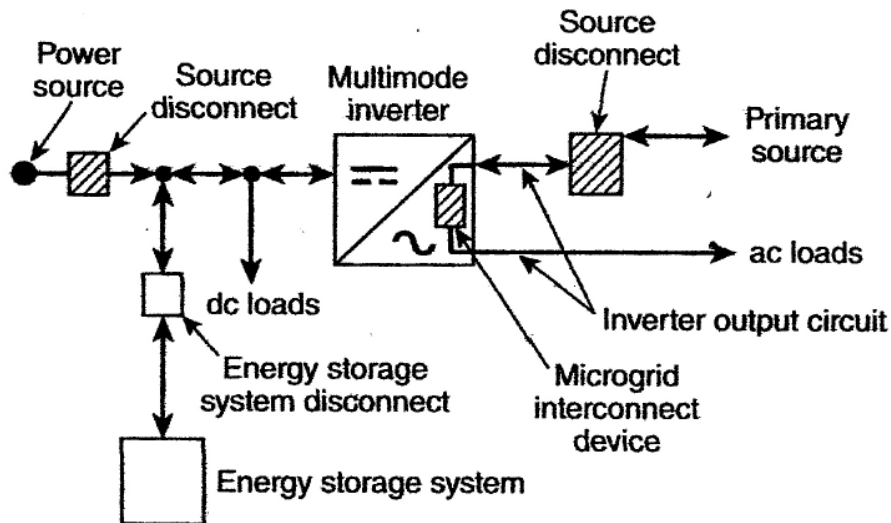 Power
source
Source
disconnect
Multimode
inverter
Source
disconnect
Primary
source
ac loads
dc loads
Inverter output circuit
Energy storage
system disconnect
Microgrid
interconnect
device
Energy storage system